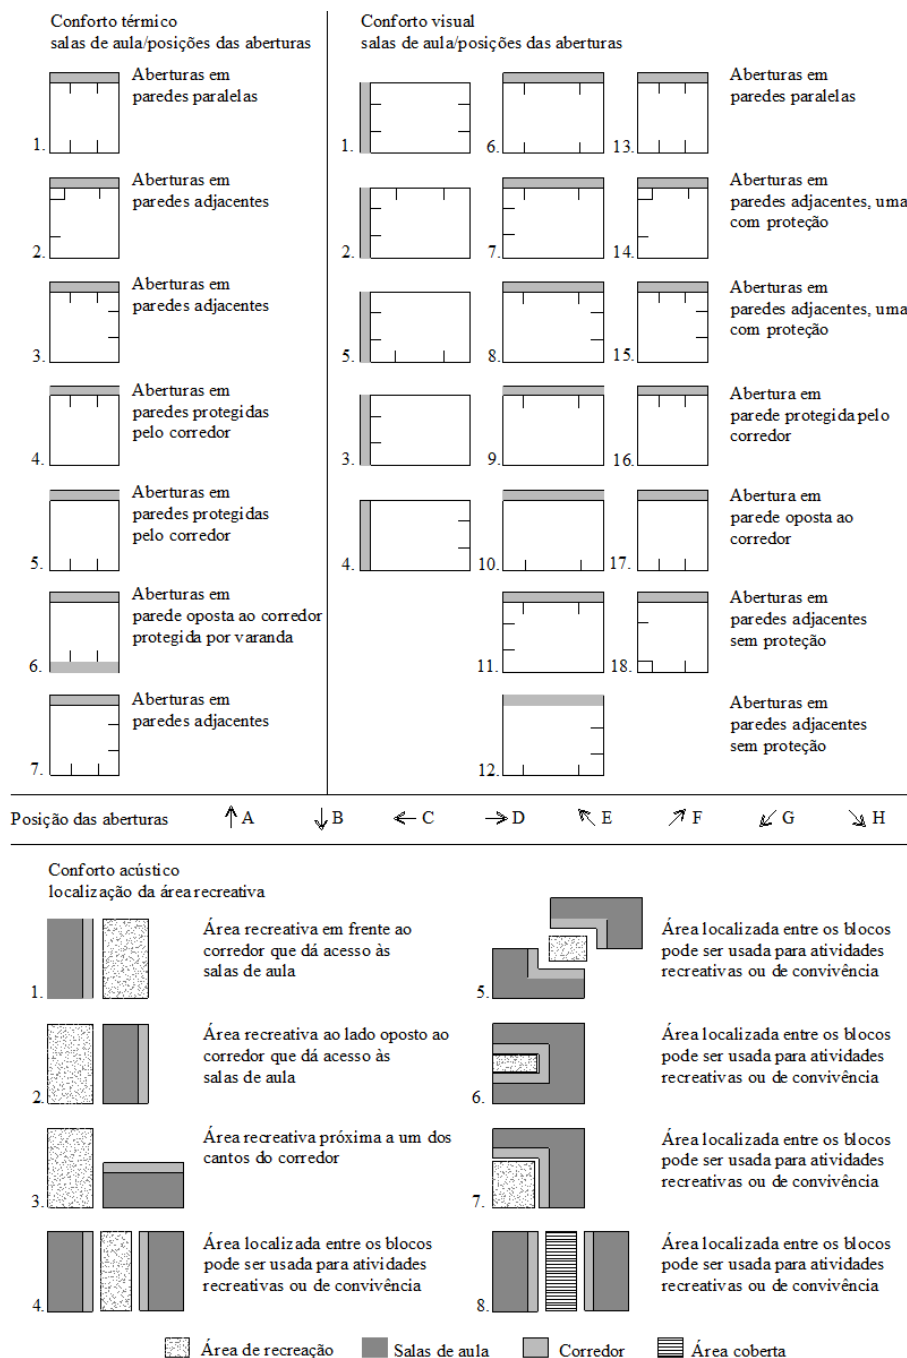 Conforto térmico
salas de aula/posições das aberturas
Aberturas em
paredes paralelas
1.
Aberturas em
paredes adjacentes
2.
Aberturas em
paredes adjacentes
3.
Aberturas em
paredes protegidas
pelo corredor
4.
Aberturas em
paredes protegidas
pelo corredor
5.
Aberturas em
parede oposta ao corredor
protegida por varanda
6.
Aberturas em
paredes adjacentes
7.
Conforto visual
salas de aula/posições das aberturas
Aberturas em
paredes paralelas
1. 6. 13.
Aberturas em
paredes adjacentes, uma
com proteção
2. 7. 14.
Aberturas em
paredes adjacentes, uma
com proteção
5. 8. 15.
Abertura em
parede protegida pelo
corredor
3. 9. 16.
Abertura em
parede oposta ao
corredor
4. 10. 17.
Aberturas em
paredes adjacentes
sem proteção
11. 18.
Aberturas em
paredes adjacentes
sem proteção
12.
Posição das aberturas A B C D E F G H
Conforto acústico
localização da área recreativa
Área recreativa em frente ao
corredor que dá acesso às
salas de aula
1.
Área recreativa ao lado oposto ao
corredor que dá acesso às
salas de aula
2.
Área recreativa próxima a um dos
cantos do corredor
3.
Área localizada entre os blocos
pode ser usada para atividades
recreativas ou de convivência
4.
Área localizada entre os blocos
pode ser usada para atividades
recreativas ou de convivência
5.
Área localizada entre os blocos
pode ser usada para atividades
recreativas ou de convivência
6.
Área localizada entre os blocos
pode ser usada para atividades
recreativas ou de convivência
7.
Área localizada entre os blocos
pode ser usada para atividades
recreativas ou de convivência
8.
Área de recreação Salas de aula Corredor Área coberta